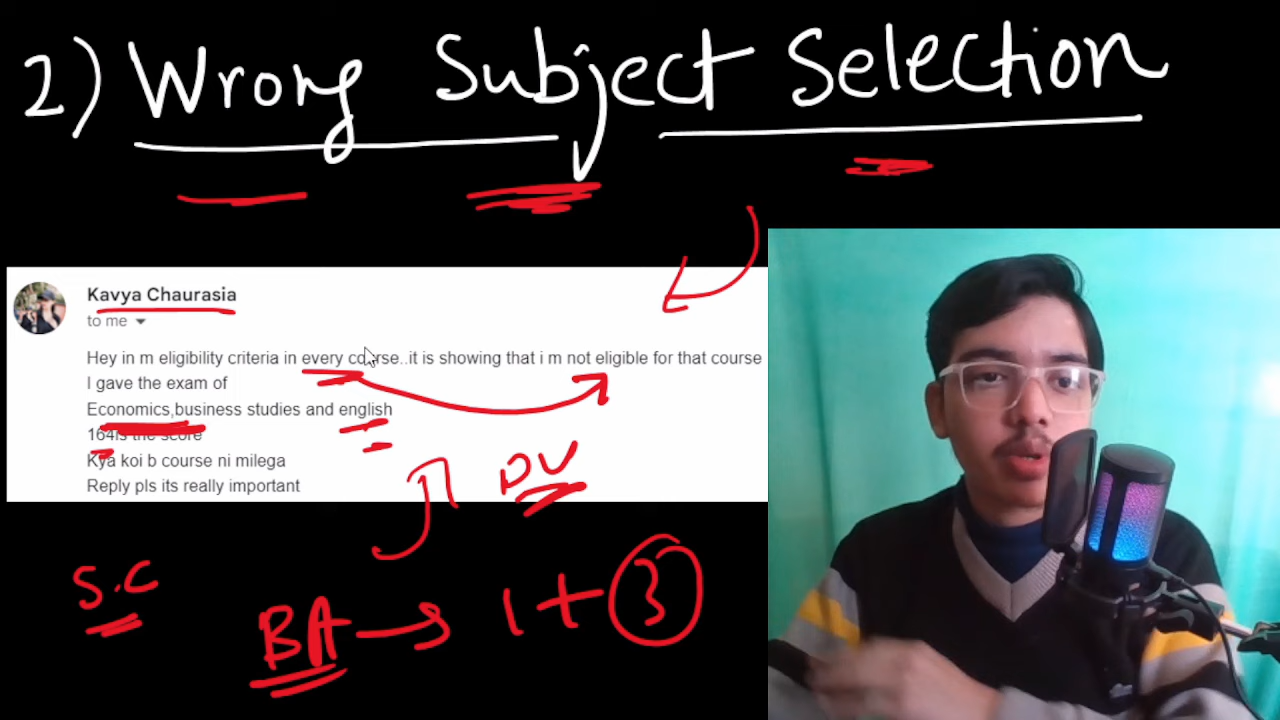 2) Wrong Subject Selection
Kavya Chaurasia
to me
Hey in m eligibility criteria in every course..it is showing that i m not eligible for that course
I gave the exam of
Economics,business studies and english
164is the score
Kya koi b course ni milega
Reply pls its really important
DU
S.C
BA → 1 + 3